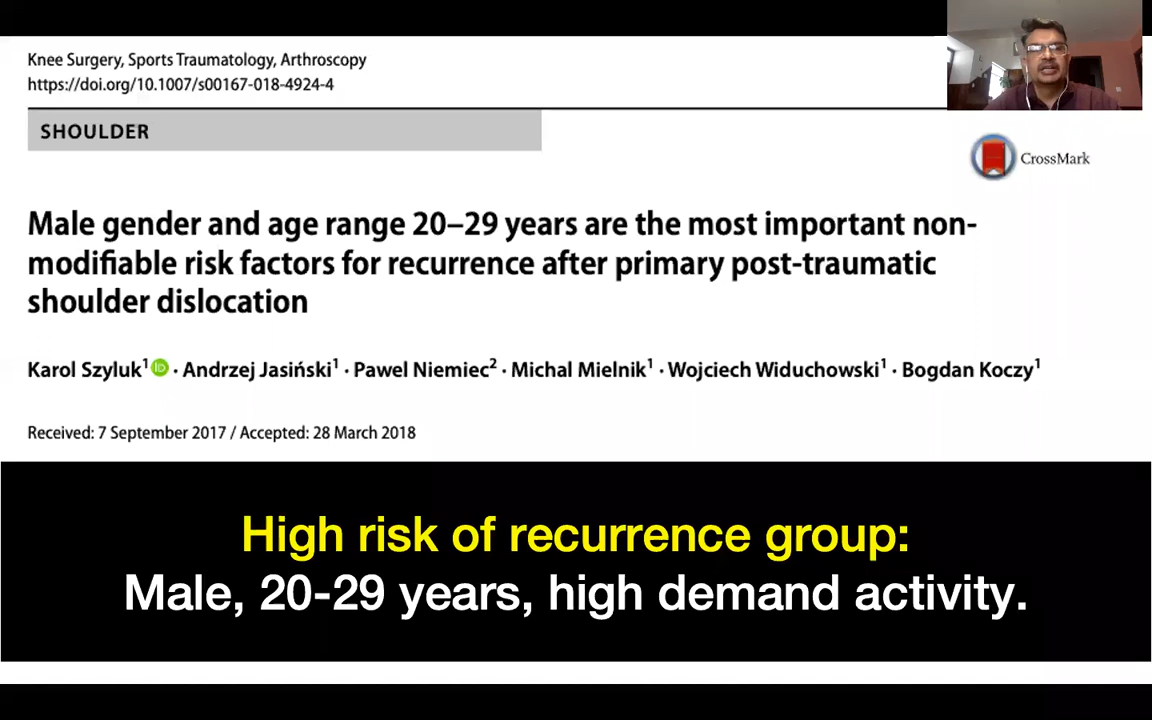 Knee Surgery, Sports Traumatology, Arthroscopy
https://doi.org/10.1007/s00167-018-4924-4
SHOULDER
CrossMark
Male gender and age range 20–29 years are the most important non-
modifiable risk factors for recurrence after primary post-traumatic
shoulder dislocation
Karol Szyluk¹ iD · Andrzej Jasiński¹ · Pawel Niemiec² · Michal Mielnik¹ · Wojciech Widuchowski¹ · Bogdan Koczy¹
Received: 7 September 2017 / Accepted: 28 March 2018
High risk of recurrence group:
Male, 20-29 years, high demand activity.